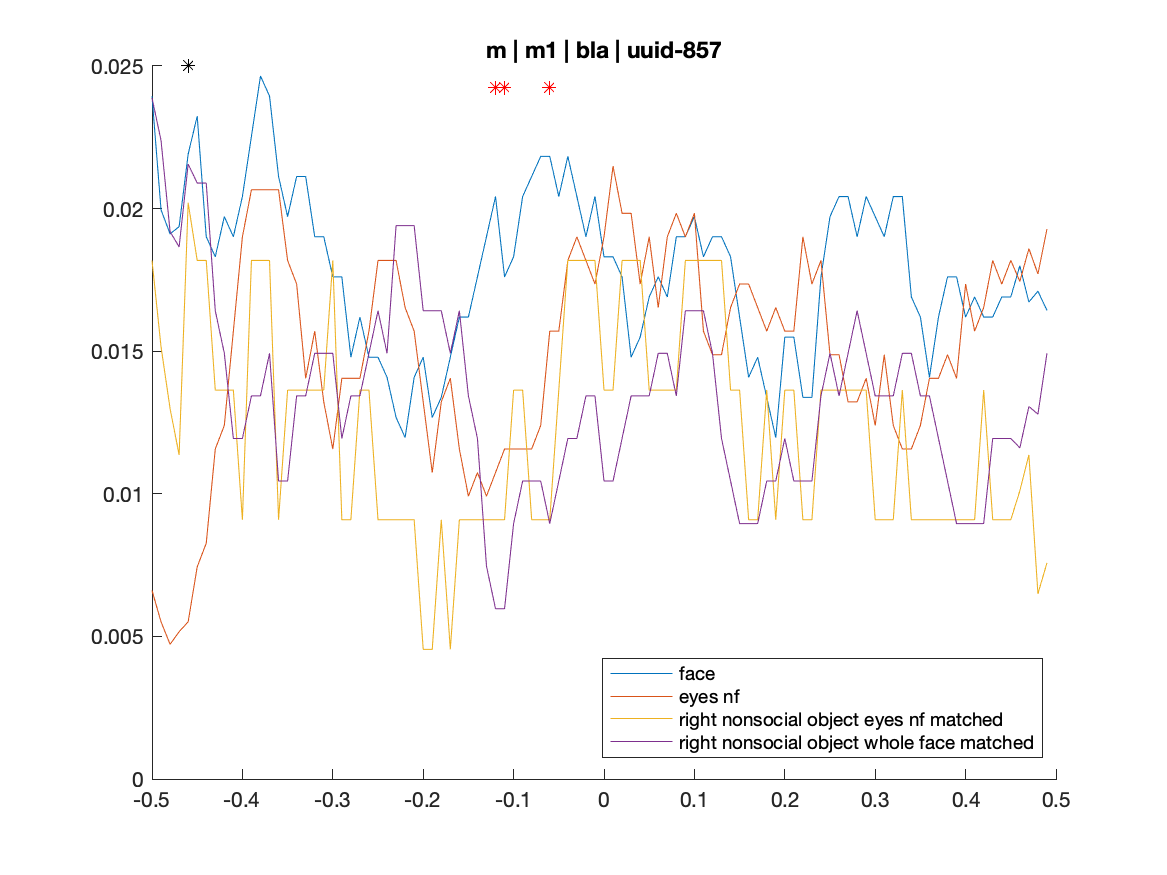 m | m1 | bla | uuid-857
0.025
0.02
0.015
0.01
0.005
0
-0.5 -0.4 -0.3 -0.2 -0.1 0 0.1 0.2 0.3 0.4 0.5
face
eyes nf
right nonsocial object eyes nf matched
right nonsocial object whole face matched